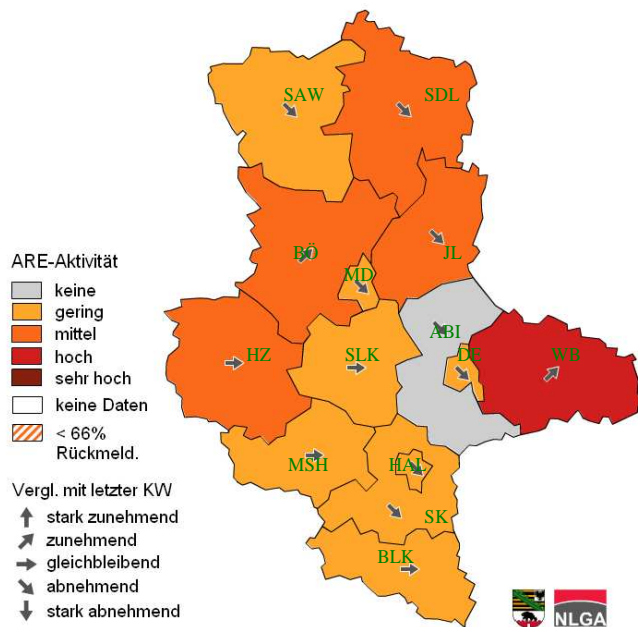 SAW
SDL
BÖ
MD
JL
ABI
DE
WB
HZ
SLK
MSH
HAL
SK
BLK
ARE-Aktivität
keine
gering
mittel
hoch
sehr hoch
keine Daten
< 66%
Rückmeld.
Vergl. mit letzter KW
stark zunehmend
zunehmend
gleichbleibend
abnehmend
stark abnehmend
NLGA